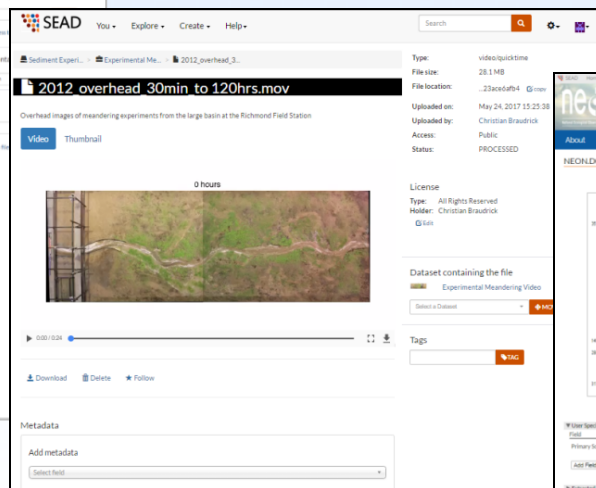 SEAD
You
Explore
Create
Help
Search
Sediment Experi...
Experimental Me...
2012_overhead_3...
2012_overhead_30min_to 120hrs.mov
Overhead images of meandering experiments from the large basin at the Richmond Field Station
Video
Thumbnail
0 hours
0:00 / 0:24
Download
Delete
Follow
Metadata
Add metadata
Select field
Type: video/quicktime
File size: 28.1 MB
File location: ...23acedafb4 copy
Uploaded on: May 24, 2017 15:25:38
Uploaded by: Christian Braudrick
Access: Public
Status: PROCESSED
License
Type: All Rights Reserved
Holder: Christian Braudrick
Edit
Dataset containing the file
Experimental Meandering Video
Select a Dataset
Tags
TAG
About
Field